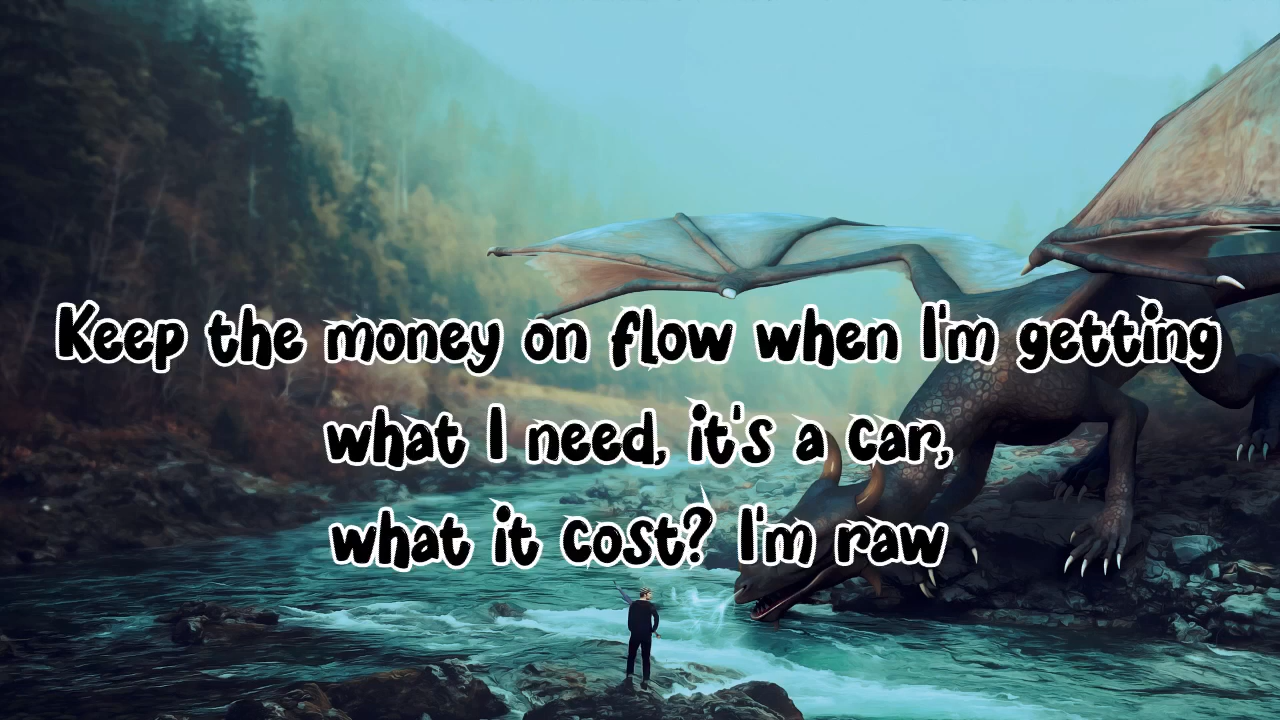 Keep the money on flow when I'm getting
what I need, it's a car,
what it cost? I'm raw